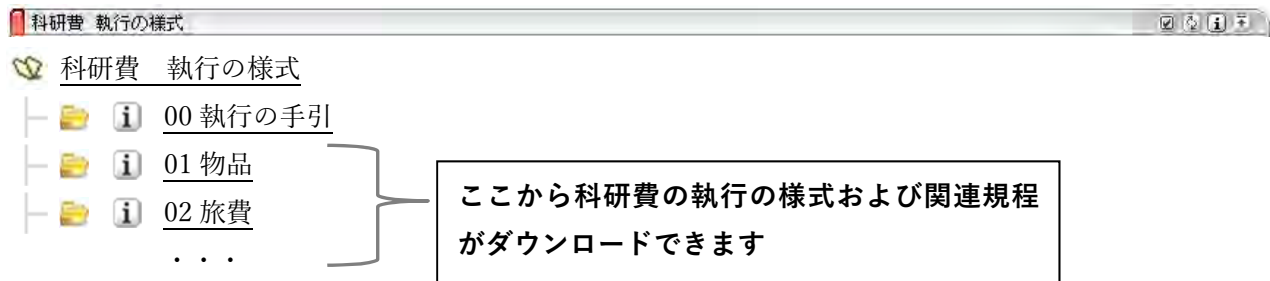 科研費 執行の様式
科研費　執行の様式
00 執行の手引
01 物品
02 旅費
・・・
ここから科研費の執行の様式および関連規程
がダウンロードできます